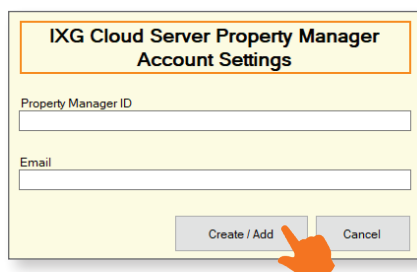 IXG Cloud Server Property Manager
Account Settings
Property Manager ID
Email
Create / Add
Cancel